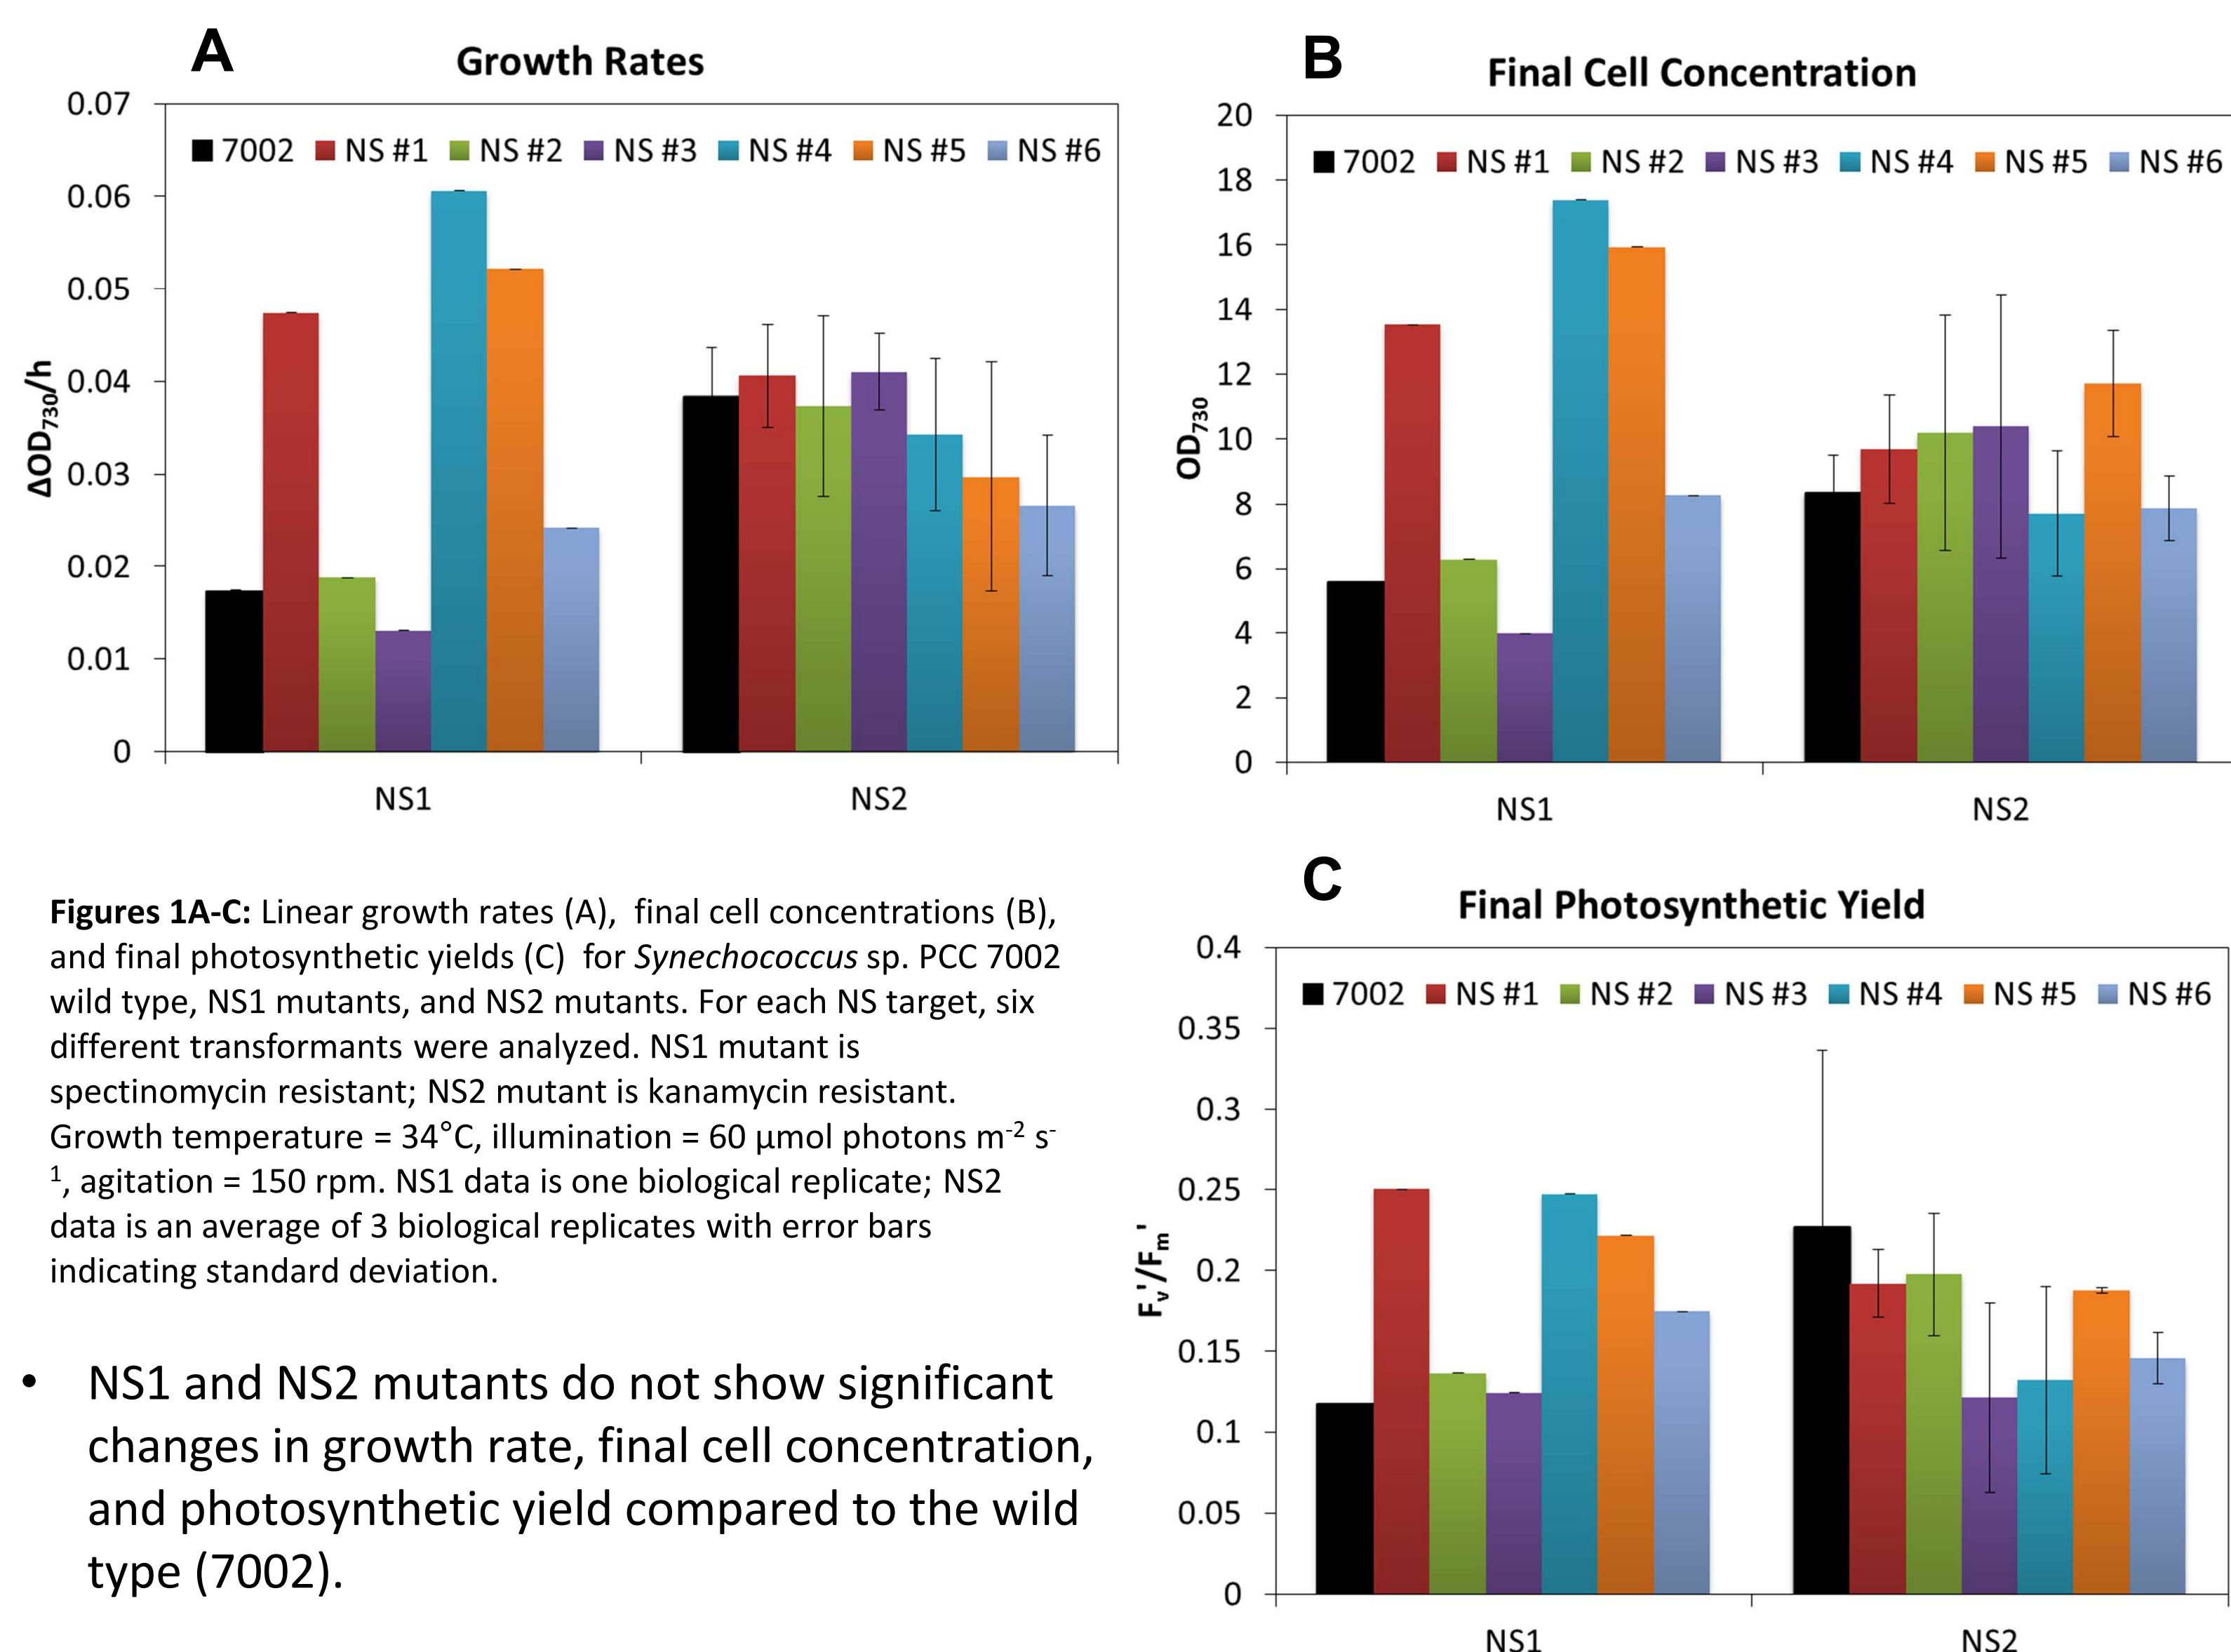 A
Growth Rates
0.07
0.06
0.05
0.04
0.03
0.02
0.01
0
ΔOD₇₃₀/h
7002 NS #1 NS #2 NS #3 NS #4 NS #5 NS #6
NS1 NS2
B
Final Cell Concentration
20
18
16
14
12
10
8
6
4
2
0
OD₇₃₀
7002 NS #1 NS #2 NS #3 NS #4 NS #5 NS #6
NS1 NS2
Figures 1A-C: Linear growth rates (A), final cell concentrations (B),
and final photosynthetic yields (C) for Synechococcus sp. PCC 7002
wild type, NS1 mutants, and NS2 mutants. For each NS target, six
different transformants were analyzed. NS1 mutant is
spectinomycin resistant; NS2 mutant is kanamycin resistant.
Growth temperature = 34°C, illumination = 60 µmol photons m⁻² s⁻
¹, agitation = 150 rpm. NS1 data is one biological replicate; NS2
data is an average of 3 biological replicates with error bars
indicating standard deviation.
• NS1 and NS2 mutants do not show significant
changes in growth rate, final cell concentration,
and photosynthetic yield compared to the wild
type (7002).
C
Final Photosynthetic Yield
0.4
0.35
0.3
0.25
0.2
0.15
0.1
0.05
0
Fᵥ'/Fₘ'
7002 NS #1 NS #2 NS #3 NS #4 NS #5 NS #6
NS1 NS2